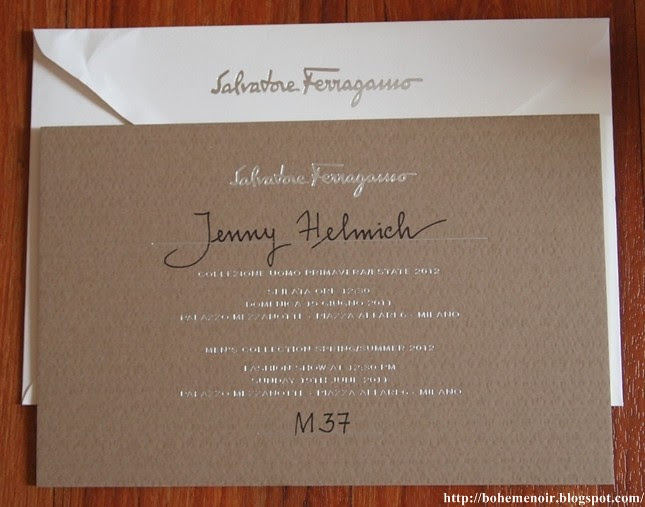 Salvatore Ferragamo
Salvatore Ferragamo
Jenny Helmich
COLLEZIONE UOMO PRIMAVERA/ESTATE 2012
SFILATA ORE 12:30
DOMENICA 19 GIUGNO 2011
PALAZZO MEZZANOTTE - PIAZZA AFFARI, 6 - MILANO
MEN'S COLLECTION SPRING/SUMMER 2012
FASHION SHOW AT 12:30 PM
SUNDAY 19TH JUNE 2011
PALAZZO MEZZANOTTE - PIAZZA AFFARI, 6 - MILANO
M 37
http://bohemenoir.blogspot.com/